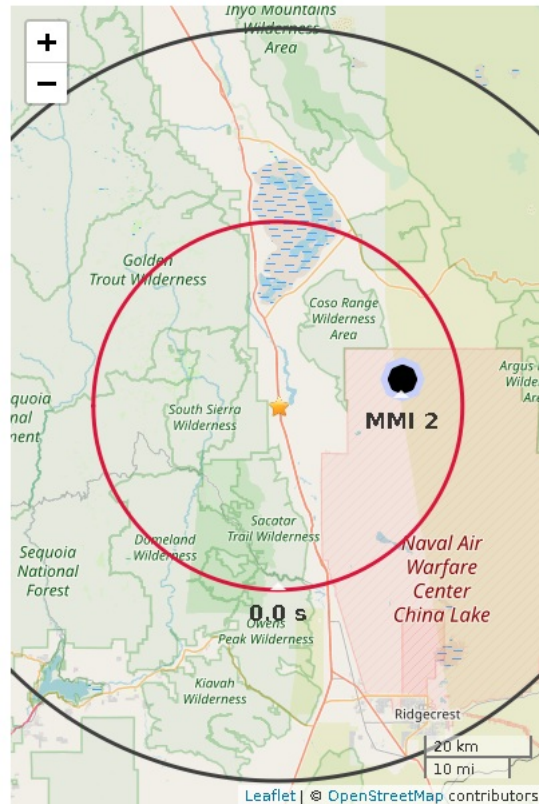 +
−
Inyo Mountains
Wilderness
Area
Golden
Trout Wilderness
Coso Range
Wilderness
Area
Argus
Wilder
Are
quoia
nal
ment
South Sierra
Wilderness
MMI 2
Sacatar
Trail Wilderness
Domeland
Wilderness
Naval Air
Warfare
Center
China Lake
Sequoia
National
Forest
0.0 s
Owens
Peak Wilderness
Kiavah
Wilderness
Ridgecrest
20 km
10 mi
Leaflet | © OpenStreetMap contributors